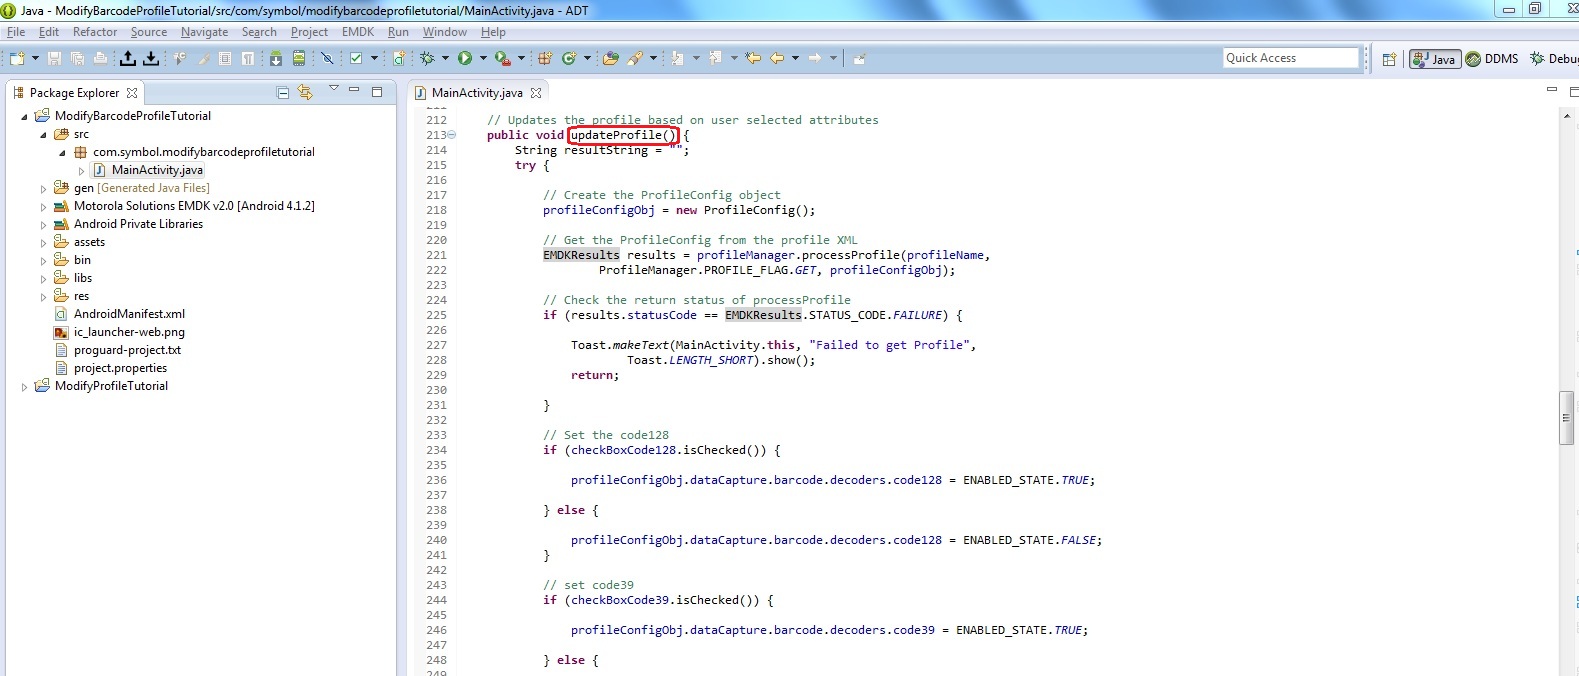 Java - ModifyBarcodeProfileTutorial/src/com/symbol/modifybarcodeprofiletutorial/MainActivity.java - ADT
File Edit Refactor Source Navigate Search Project EMDK Run Window Help
Quick Access
Java
DDMS
Debug
Package Explorer
ModifyBarcodeProfileTutorial
src
com.symbol.modifybarcodeprofiletutorial
MainActivity.java
gen [Generated Java Files]
Motorola Solutions EMDK v2.0 [Android 4.1.2]
Android Private Libraries
assets
bin
libs
res
AndroidManifest.xml
ic_launcher-web.png
proguard-project.txt
project.properties
ModifyProfileTutorial
MainActivity.java
211
212 // Updates the profile based on user selected attributes
213 public void updateProfile() {
214 String resultString = "";
215 try {
216
217 // Create the ProfileConfig object
218 profileConfigObj = new ProfileConfig();
219
220 // Get the ProfileConfig from the profile XML
221 EMDKResults results = profileManager.processProfile(profileName,
222 ProfileManager.PROFILE_FLAG.GET, profileConfigObj);
223
224 // Check the return status of processProfile
225 if (results.statusCode == EMDKResults.STATUS_CODE.FAILURE) {
226
227 Toast.makeText(MainActivity.this, "Failed to get Profile",
228 Toast.LENGTH_SHORT).show();
229 return;
230
231 }
232
233 // Set the code128
234 if (checkBoxCode128.isChecked()) {
235
236 profileConfigObj.dataCapture.barcode.decoders.code128 = ENABLED_STATE.TRUE;
237
238 } else {
239
240 profileConfigObj.dataCapture.barcode.decoders.code128 = ENABLED_STATE.FALSE;
241 }
242
243 // set code39
244 if (checkBoxCode39.isChecked()) {
245
246 profileConfigObj.dataCapture.barcode.decoders.code39 = ENABLED_STATE.TRUE;
247
248 } else {
249